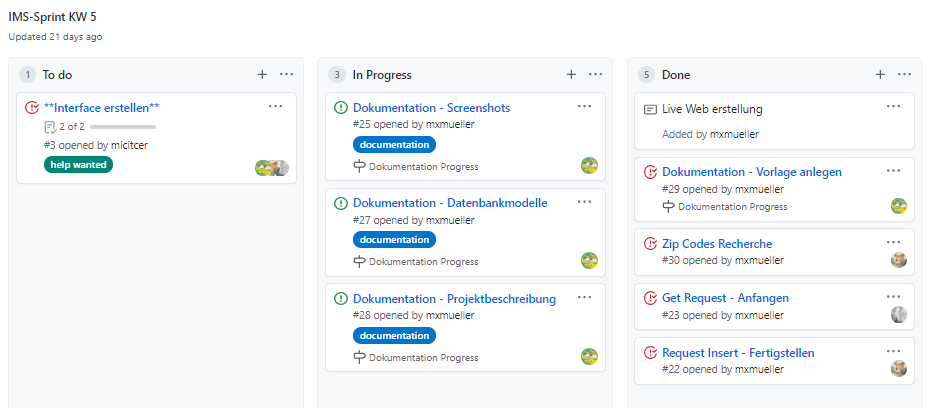 IMS-Sprint KW 5
Updated 21 days ago
1 To do
**Interface erstellen**
2 of 2
#3 opened by micitcer
help wanted
3 In Progress
Dokumentation - Screenshots
#25 opened by mxmueller
documentation
Dokumentation Progress
Dokumentation - Datenbankmodelle
#27 opened by mxmueller
documentation
Dokumentation Progress
Dokumentation - Projektbeschreibung
#28 opened by mxmueller
documentation
Dokumentation Progress
5 Done
Live Web erstellung
Added by mxmueller
Dokumentation - Vorlage anlegen
#29 opened by mxmueller
Dokumentation Progress
Zip Codes Recherche
#30 opened by mxmueller
Get Request - Anfangen
#23 opened by mxmueller
Request Insert - Fertigstellen
#22 opened by mxmueller